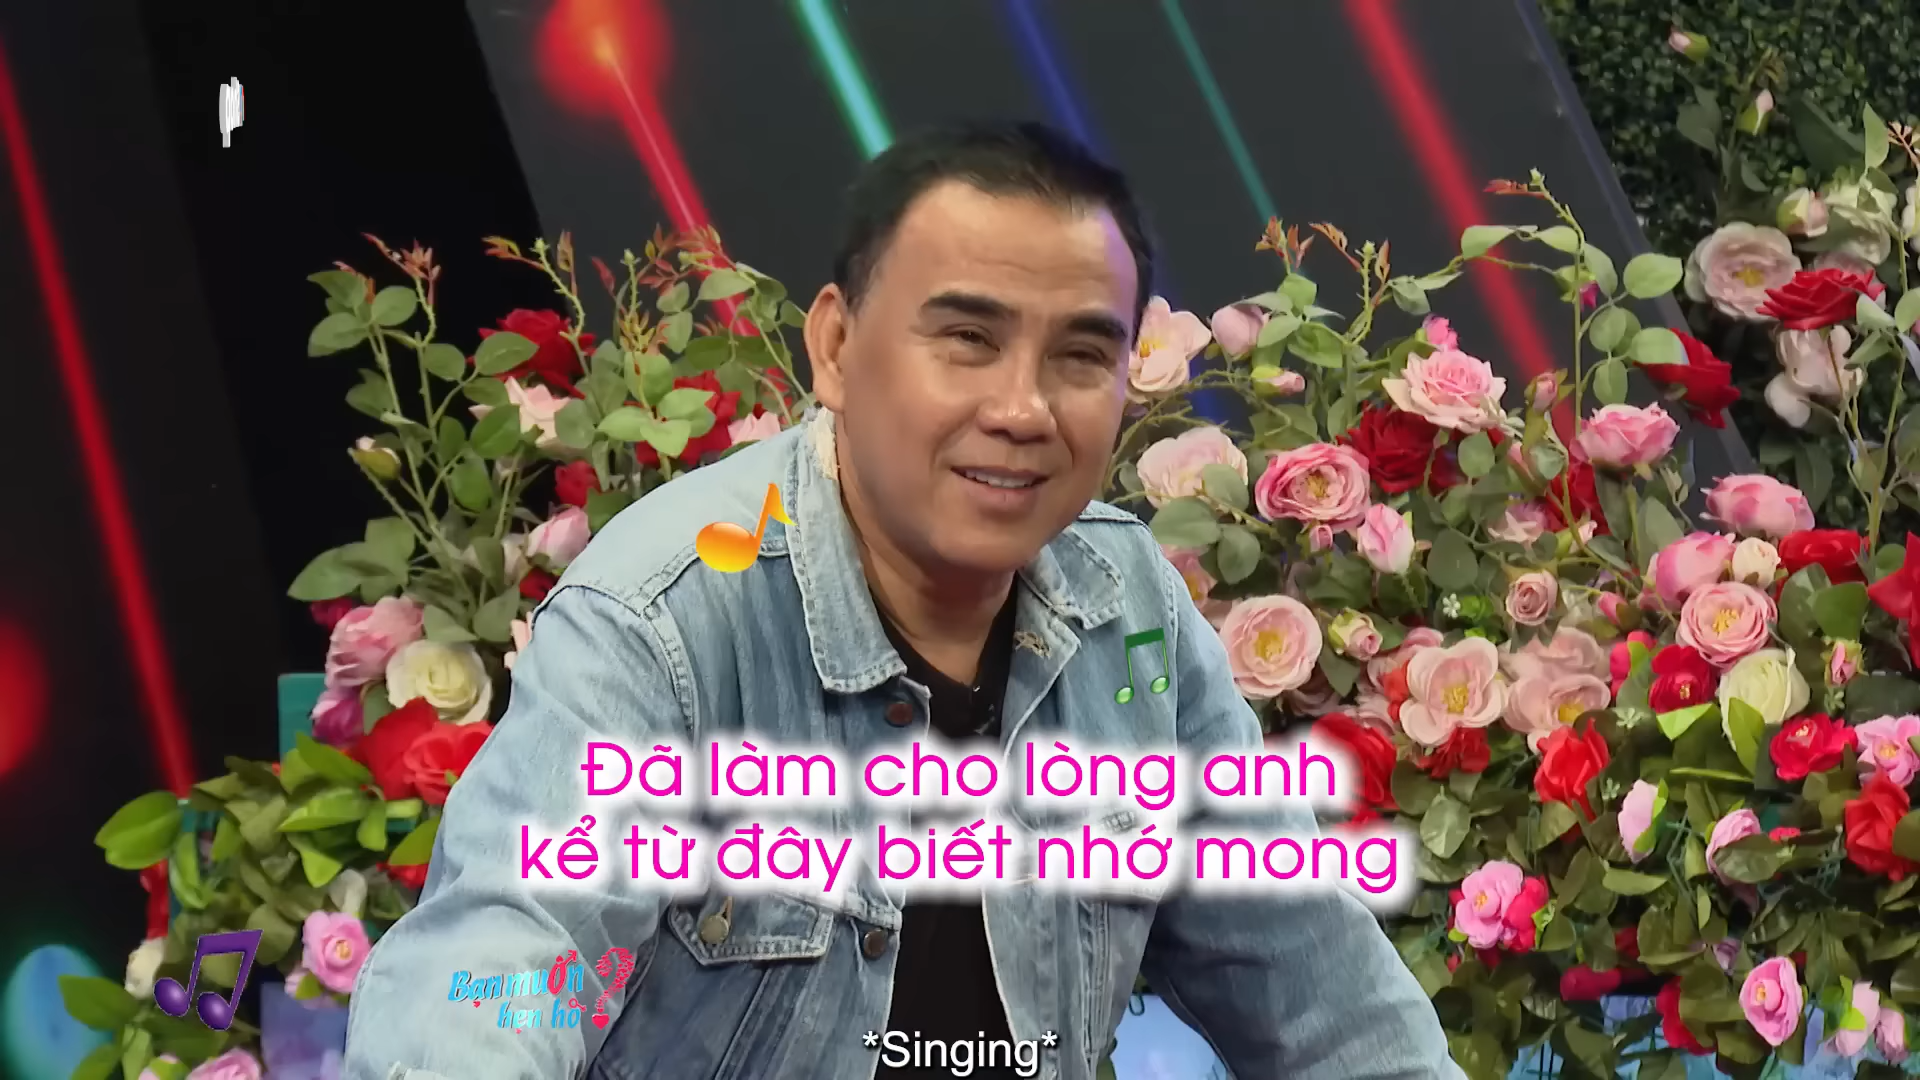 Đã làm cho lòng anh
kể từ đây biết nhớ mong
Bạn muốn
hẹn hò
*Singing*